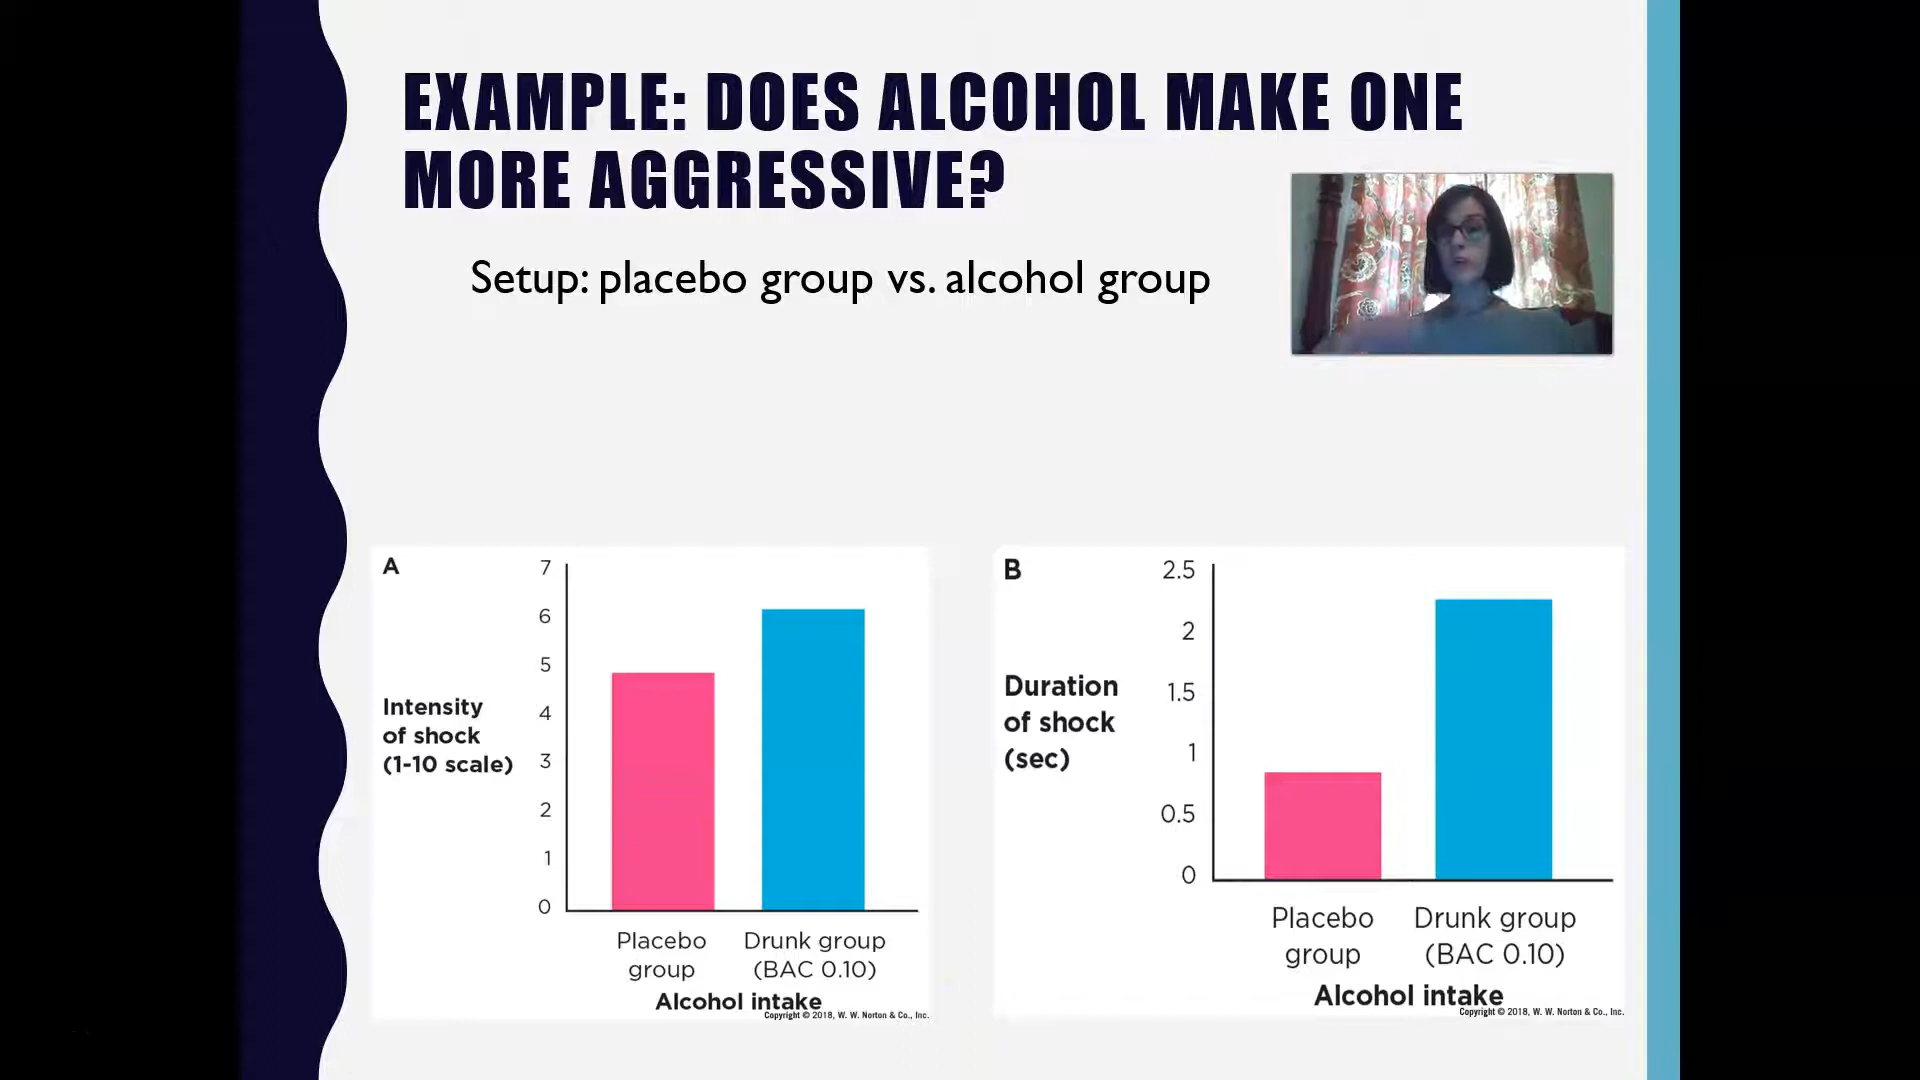 EXAMPLE: DOES ALCOHOL MAKE ONE
MORE AGGRESSIVE?
Setup: placebo group vs. alcohol group
A
7
6
5
4
3
2
1
0
Intensity
of shock
(1-10 scale)
Placebo
group
Drunk group
(BAC 0.10)
Alcohol intake
Copyright © 2018, W. W. Norton & Co., Inc.
B
2.5
2
1.5
1
0.5
0
Duration
of shock
(sec)
Placebo
group
Drunk group
(BAC 0.10)
Alcohol intake
Copyright © 2018, W. W. Norton & Co., Inc.